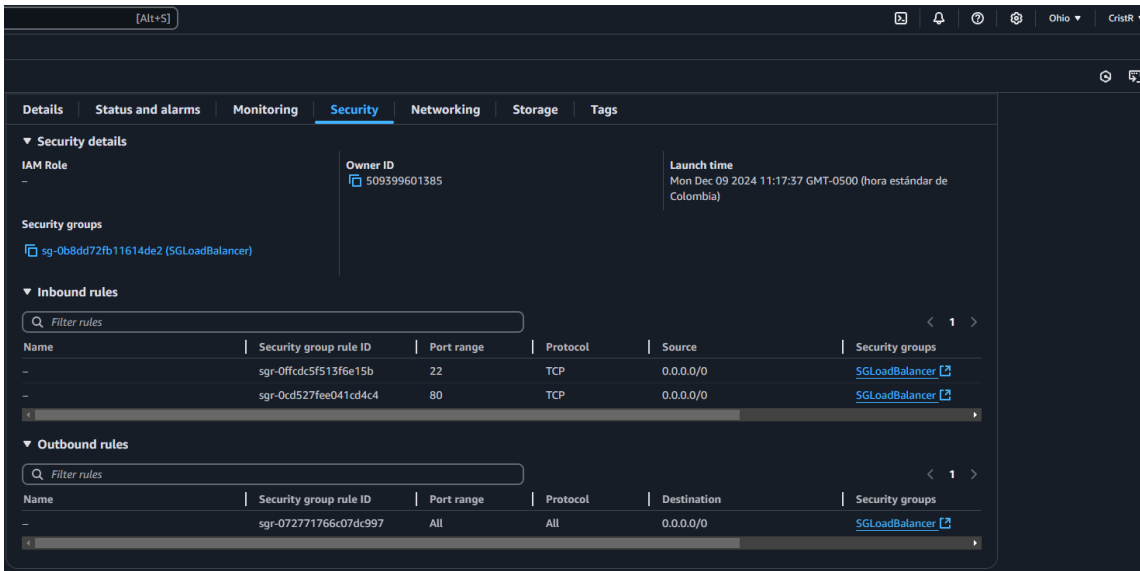 [Alt+S] Ohio CristR
Details Status and alarms Monitoring Security Networking Storage Tags
Security details
IAM Role Owner ID Launch time
– 509399601385 Mon Dec 09 2024 11:17:37 GMT-0500 (hora estándar de
Colombia)
Security groups
sg-0b8dd72fb11614de2 (SGLoadBalancer)
Inbound rules
Filter rules 1
Name Security group rule ID Port range Protocol Source Security groups
– sgr-0ffcdc5f513f6e15b 22 TCP 0.0.0.0/0 SGLoadBalancer
– sgr-0cd527fee041cd4c4 80 TCP 0.0.0.0/0 SGLoadBalancer
Outbound rules
Filter rules 1
Name Security group rule ID Port range Protocol Destination Security groups
– sgr-072771766c07dc997 All All 0.0.0.0/0 SGLoadBalancer